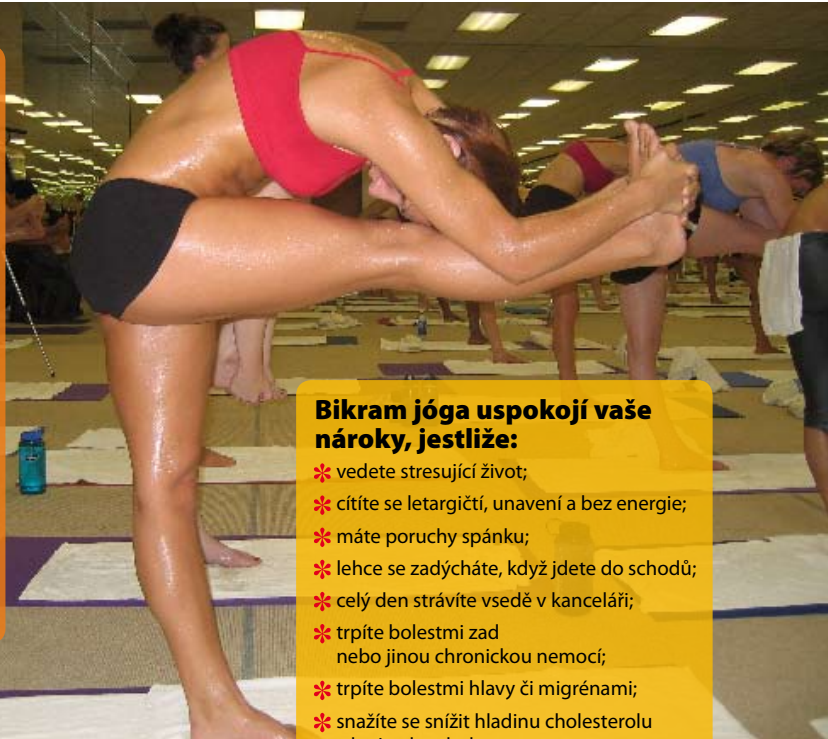 Bikram jóga uspokojí vaše
nároky, jestliže:
✻ vedete stresující život;
✻ cítíte se letargičtí, unavení a bez energie;
✻ máte poruchy spánku;
✻ lehce se zadýcháte, když jdete do schodů;
✻ celý den strávíte vsedě v kanceláři;
✻ trpíte bolestmi zad
nebo jinou chronickou nemocí;
✻ trpíte bolestmi hlavy či migrénami;
✻ snažíte se snížit hladinu cholesterolu